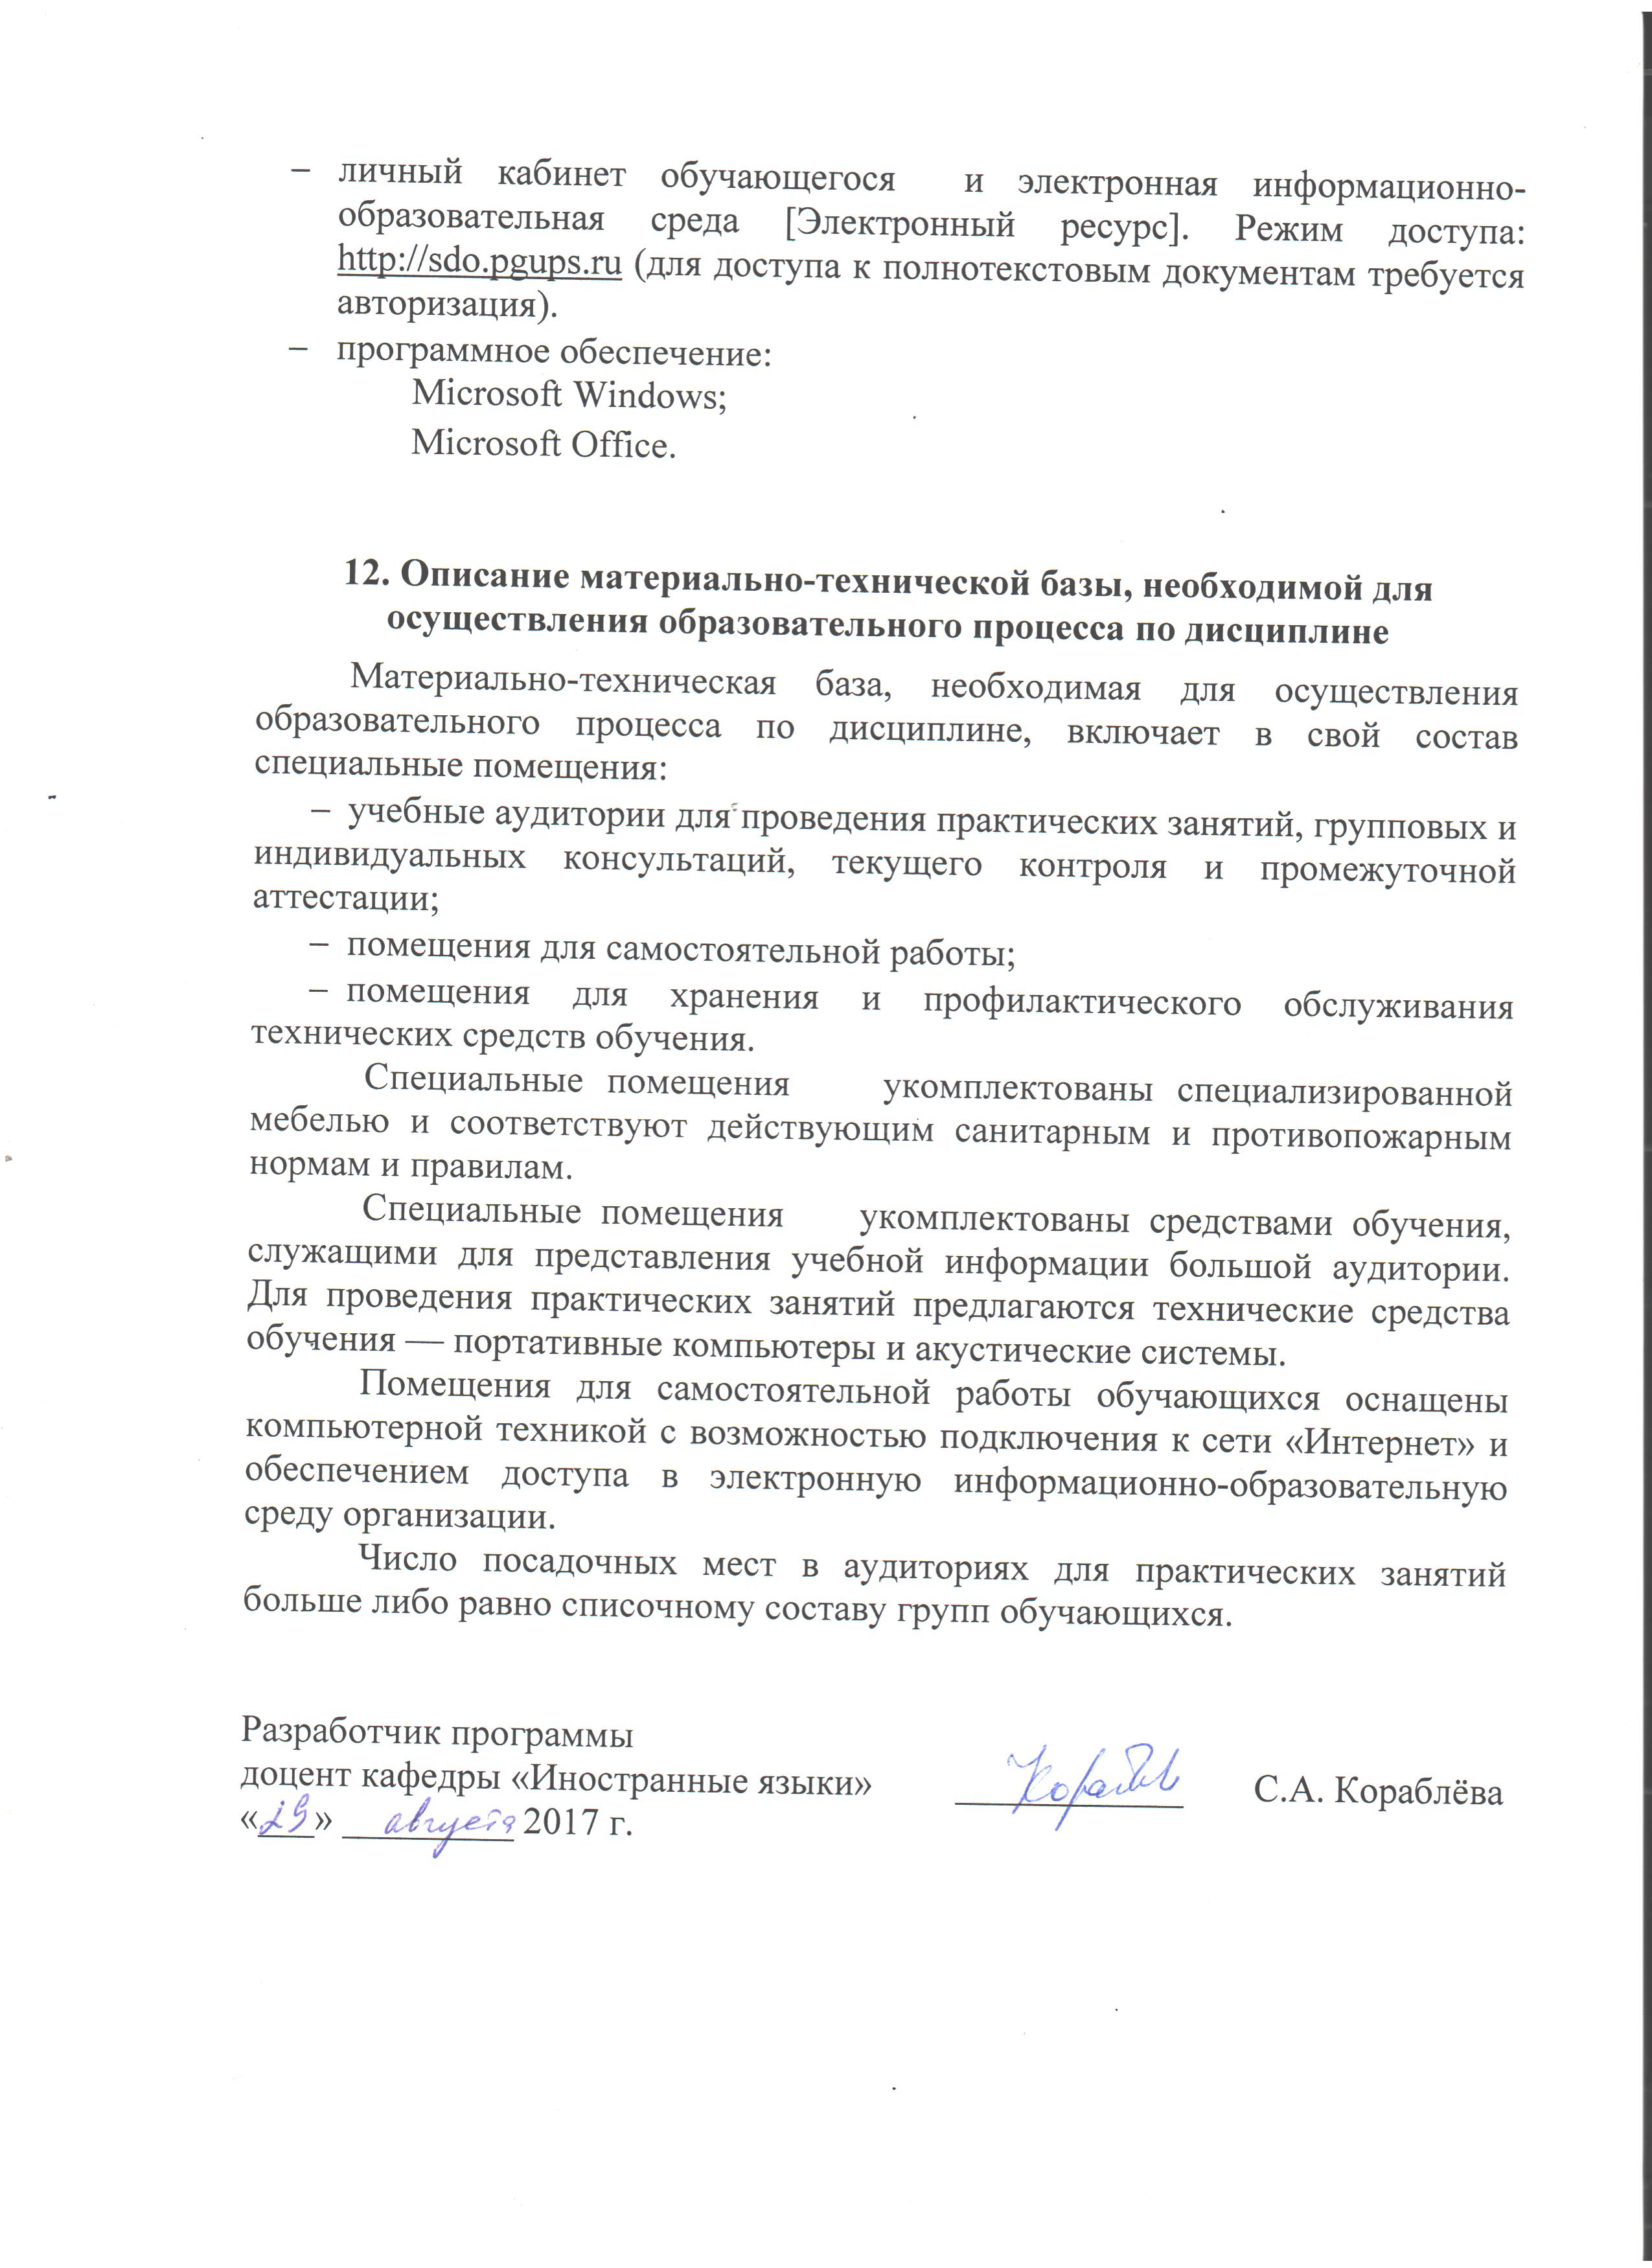 – личный кабинет обучающегося и электронная информационно-
образовательная среда [Электронный ресурс]. Режим доступа:
http://sdo.pgups.ru (для доступа к полнотекстовым документам требуется
авторизация).
– программное обеспечение:
Microsoft Windows;
Microsoft Office.
12. Описание материально-технической базы, необходимой для
осуществления образовательного процесса по дисциплине
Материально-техническая база, необходимая для осуществления
образовательного процесса по дисциплине, включает в свой состав
специальные помещения:
– учебные аудитории для проведения практических занятий, групповых и
индивидуальных консультаций, текущего контроля и промежуточной
аттестации;
– помещения для самостоятельной работы;
– помещения для хранения и профилактического обслуживания
технических средств обучения.
Специальные помещения укомплектованы специализированной
мебелью и соответствуют действующим санитарным и противопожарным
нормам и правилам.
Специальные помещения укомплектованы средствами обучения,
служащими для представления учебной информации большой аудитории.
Для проведения практических занятий предлагаются технические средства
обучения — портативные компьютеры и акустические системы.
Помещения для самостоятельной работы обучающихся оснащены
компьютерной техникой с возможностью подключения к сети «Интернет» и
обеспечением доступа в электронную информационно-образовательную
среду организации.
Число посадочных мест в аудиториях для практических занятий
больше либо равно списочному составу групп обучающихся.
Разработчик программы
доцент кафедры «Иностранные языки» С.А. Кораблёва
«29» августа 2017 г.